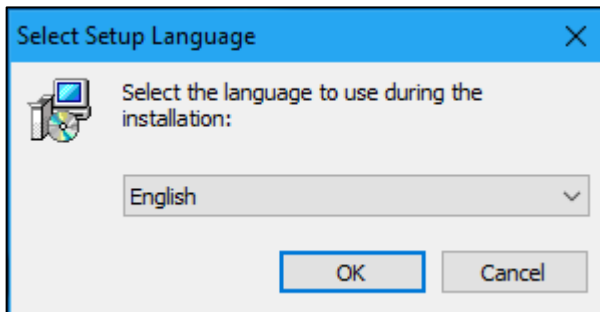 Select Setup Language
Select the language to use during the
installation:
English
OK
Cancel